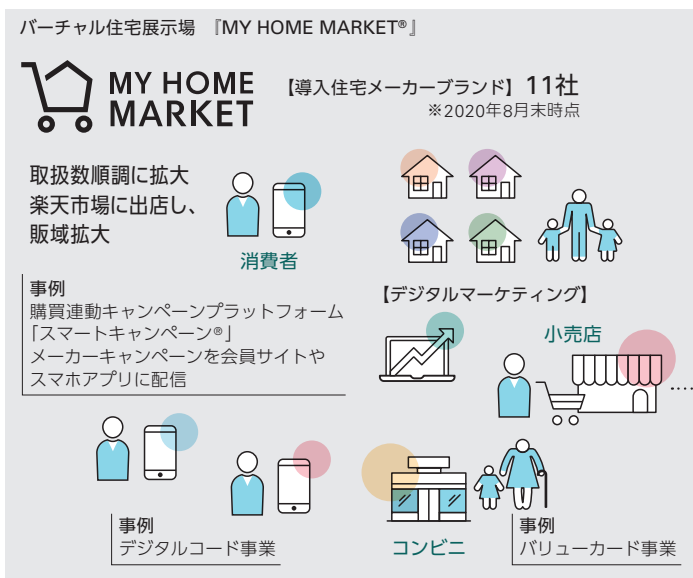 バーチャル住宅展示場 『MY HOME MARKET®』
MY HOME
MARKET
【導入住宅メーカーブランド】 11社
※2020年8月末時点
取扱数順調に拡大
楽天市場に出店し、
販域拡大
消費者
事例
購買連動キャンペーンプラットフォーム
「スマートキャンペーン®」
メーカーキャンペーンを会員サイトや
スマホアプリに配信
【デジタルマーケティング】
小売店
事例
デジタルコード事業
コンビニ
事例
バリューカード事業